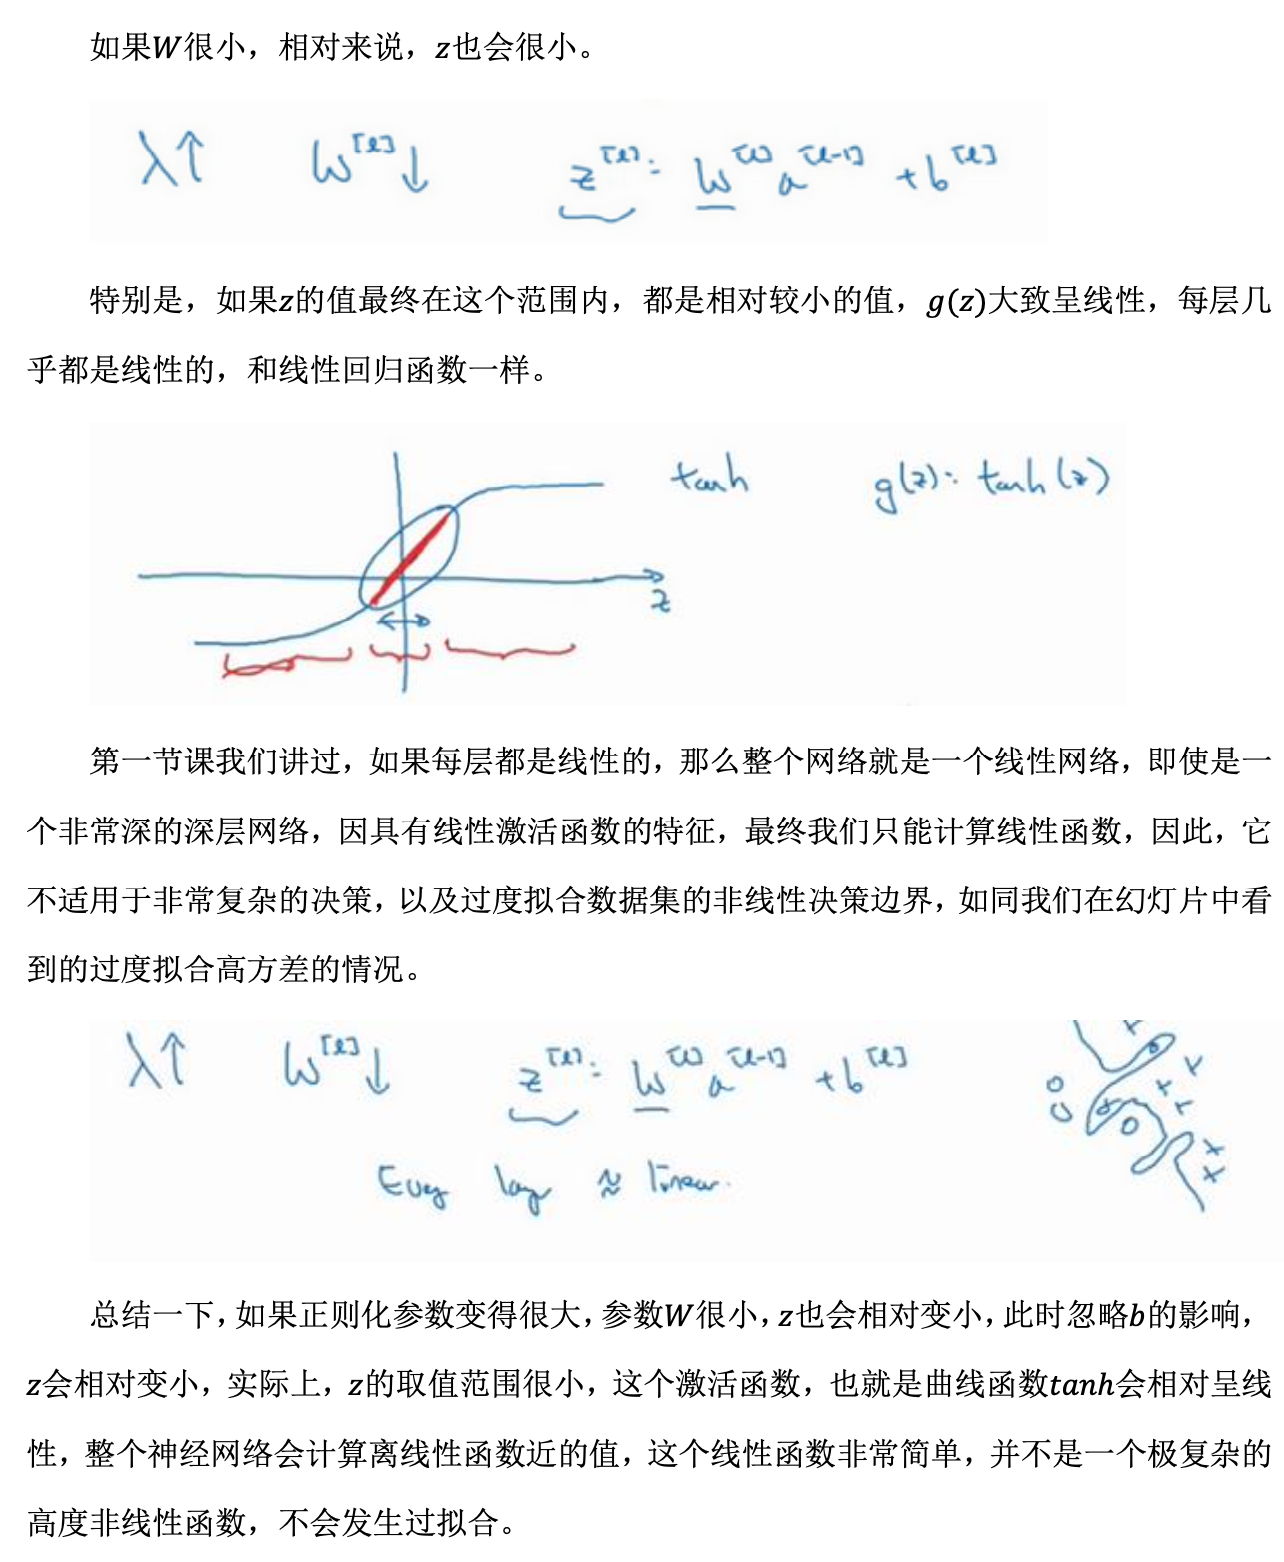 如果W很小，相对来说，z也会很小。
λ↑ W^[l]↓ z^[l] = W^[l] a^[l-1] + b^[l]
特别是，如果z的值最终在这个范围内，都是相对较小的值，g(z)大致呈线性，每层几
乎都是线性的，和线性回归函数一样。
tanh g(z) = tanh(z)
z
第一节课我们讲过，如果每层都是线性的，那么整个网络就是一个线性网络，即使是一
个非常深的深层网络，因具有线性激活函数的特征，最终我们只能计算线性函数，因此，它
不适用于非常复杂的决策，以及过度拟合数据集的非线性决策边界，如同我们在幻灯片中看
到的过度拟合高方差的情况。
λ↑ W^[l]↓ z^[l] = W^[l] a^[l-1] + b^[l]
Every layer ≈ linear.
总结一下，如果正则化参数变得很大，参数W很小，z也会相对变小，此时忽略b的影响，
z会相对变小，实际上，z的取值范围很小，这个激活函数，也就是曲线函数tanh会相对呈线
性，整个神经网络会计算离线性函数近的值，这个线性函数非常简单，并不是一个极复杂的
高度非线性函数，不会发生过拟合。